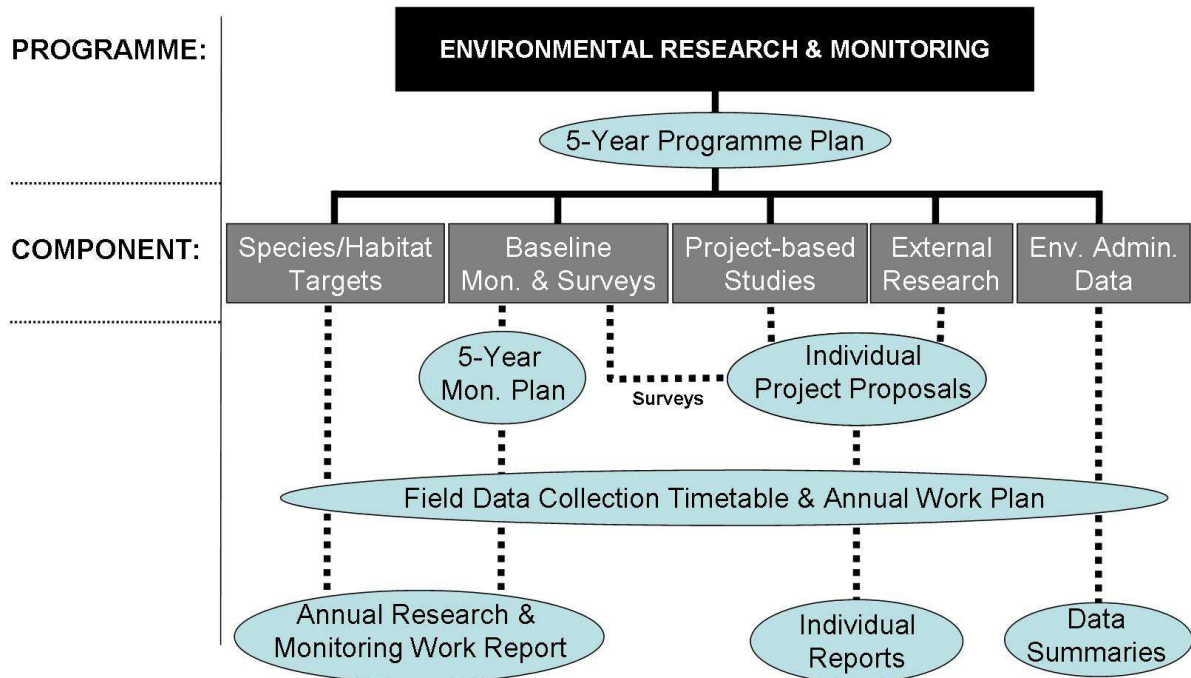 PROGRAMME:
ENVIRONMENTAL RESEARCH & MONITORING
5-Year Programme Plan
COMPONENT:
Species/Habitat
Targets
Baseline
Mon. & Surveys
Project-based
Studies
External
Research
Env. Admin.
Data
5-Year
Mon. Plan
Surveys
Individual
Project Proposals
Field Data Collection Timetable & Annual Work Plan
Annual Research &
Monitoring Work Report
Individual
Reports
Data
Summaries